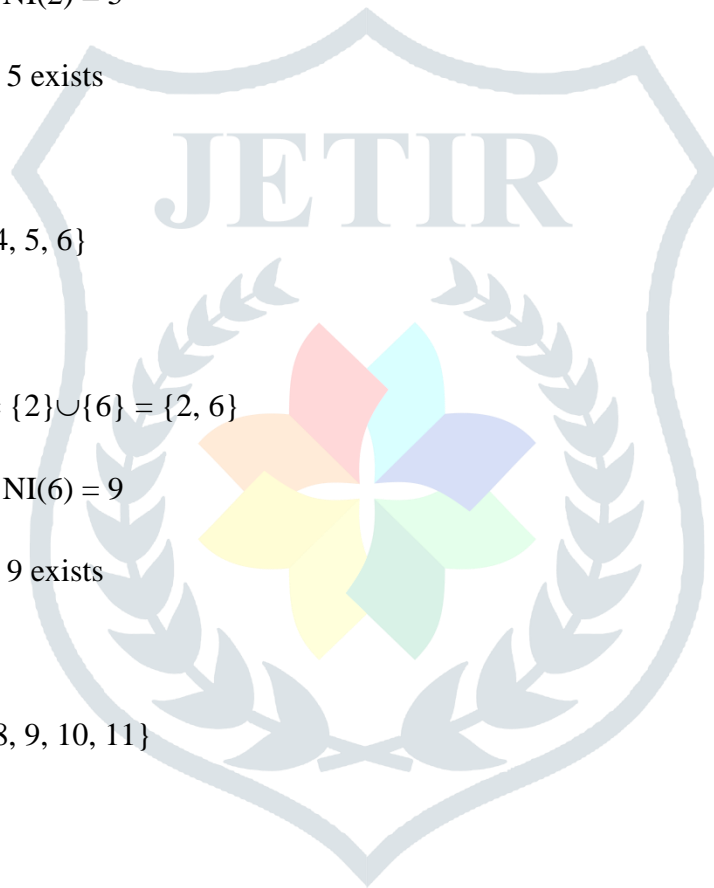 NI(2) = 5
5 exists
JETIR
4, 5, 6}
= {2}∪{6} = {2, 6}
NI(6) = 9
9 exists
8, 9, 10, 11}